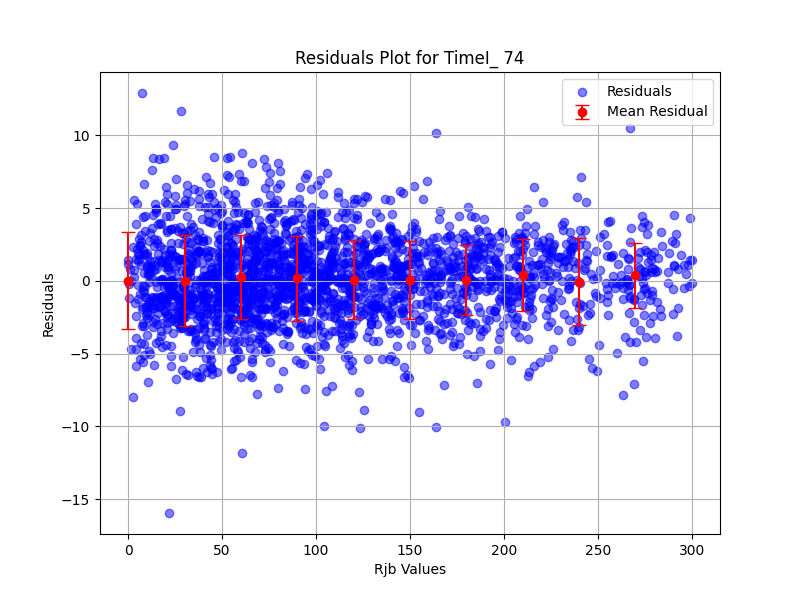 Residuals Plot for TimeI_ 74
Residuals
Mean Residual
10
5
0
−5
−10
−15
Residuals
0 50 100 150 200 250 300
Rjb Values